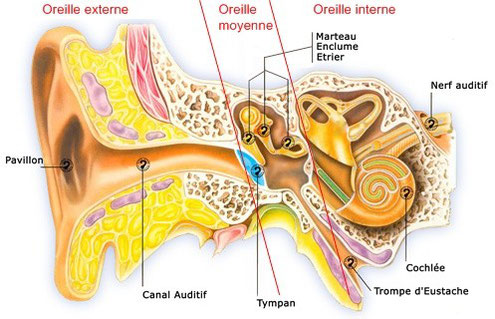 Oreille externe
Oreille
moyenne
Oreille interne
Marteau
Enclume
Etrier
Nerf auditif
Pavillon
?
?
?
?
?
?
?
?
?
Canal Auditif
Tympan
Cochlée
Trompe d'Eustache